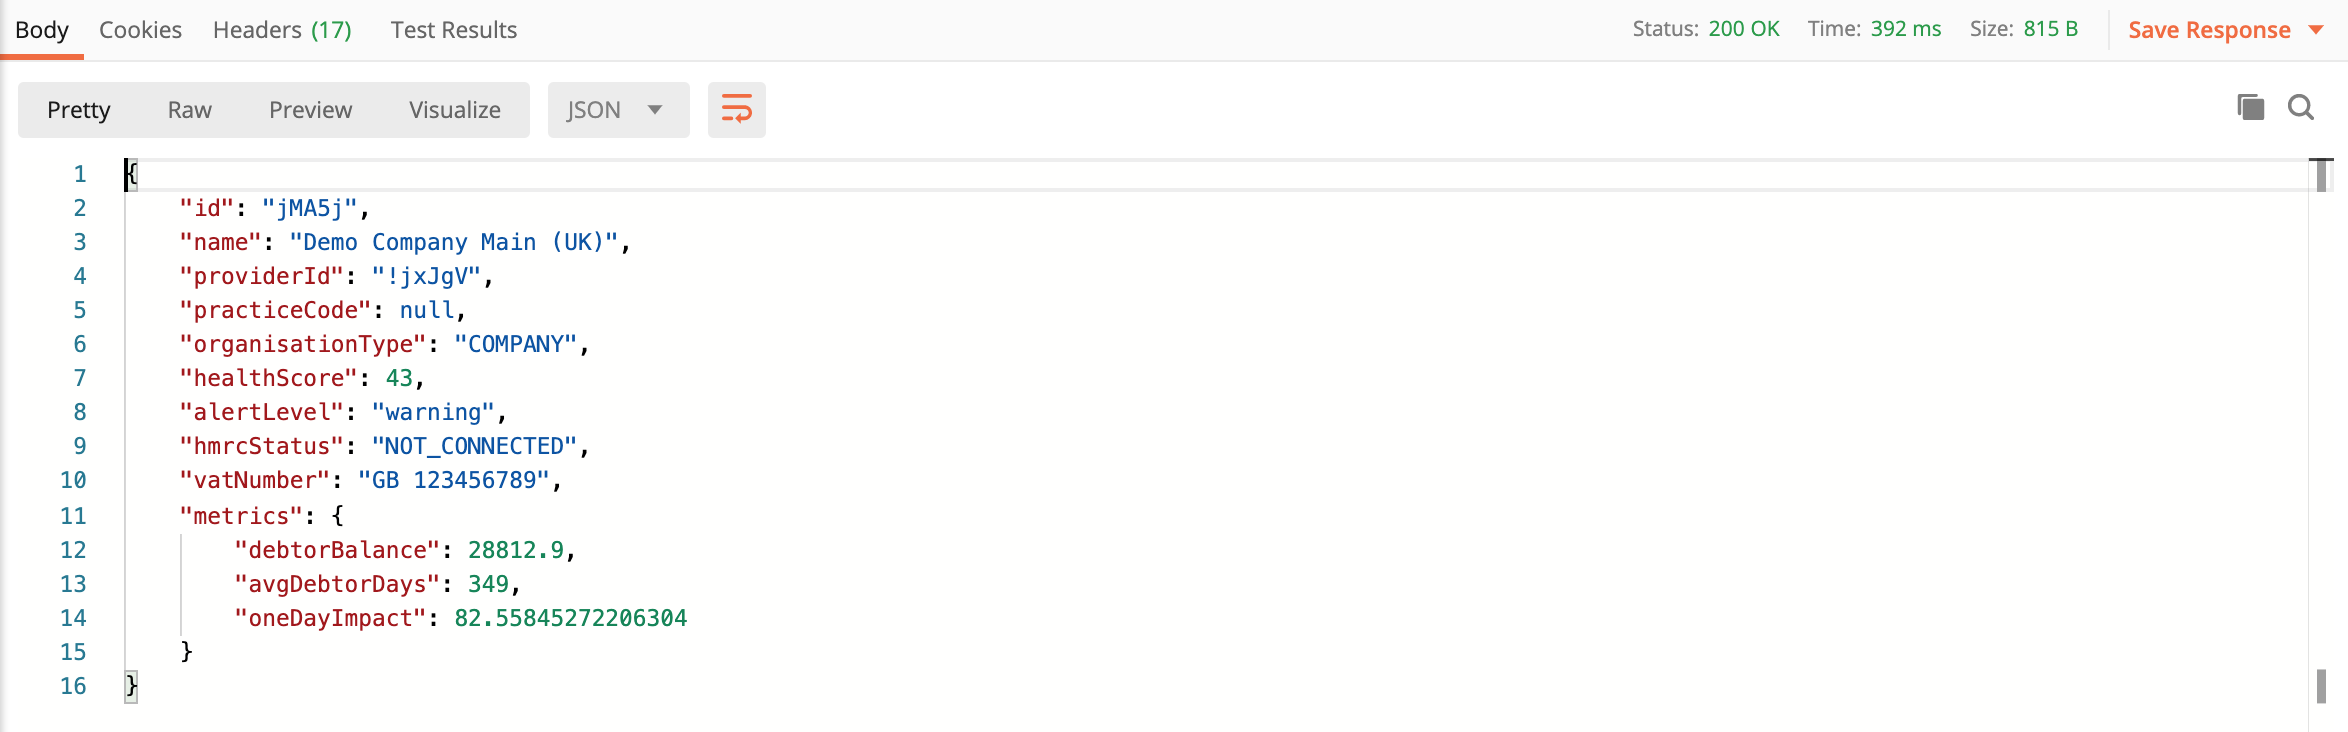 Body Cookies Headers (17) Test Results Status: 200 OK Time: 392 ms Size: 815 B Save Response
Pretty Raw Preview Visualize JSON
1 {
2 "id": "jMA5j",
3 "name": "Demo Company Main (UK)",
4 "providerId": "!jxJgV",
5 "practiceCode": null,
6 "organisationType": "COMPANY",
7 "healthScore": 43,
8 "alertLevel": "warning",
9 "hmrcStatus": "NOT_CONNECTED",
10 "vatNumber": "GB 123456789",
11 "metrics": {
12 "debtorBalance": 28812.9,
13 "avgDebtorDays": 349,
14 "oneDayImpact": 82.55845272206304
15 }
16 }